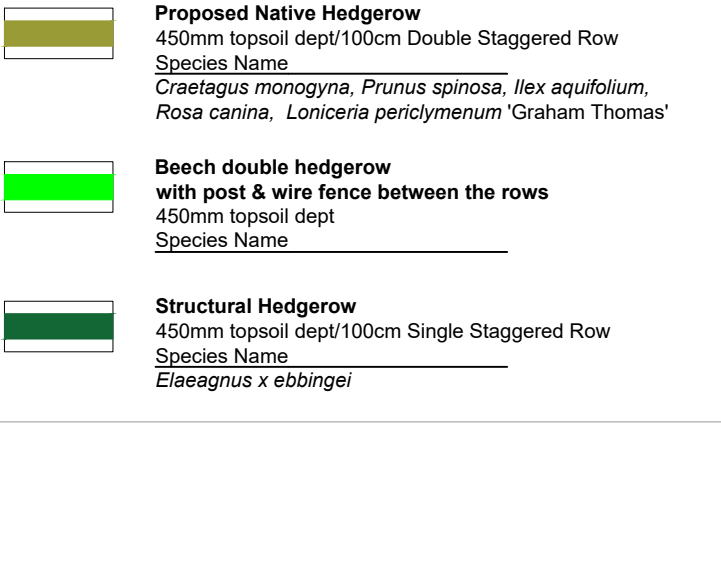 Proposed Native Hedgerow
450mm topsoil dept/100cm Double Staggered Row
Species Name
Craetagus monogyna, Prunus spinosa, Ilex aquifolium,
Rosa canina, Loniceria periclymenum 'Graham Thomas'
Beech double hedgerow
with post & wire fence between the rows
450mm topsoil dept
Species Name
Structural Hedgerow
450mm topsoil dept/100cm Single Staggered Row
Species Name
Elaeagnus x ebbingei